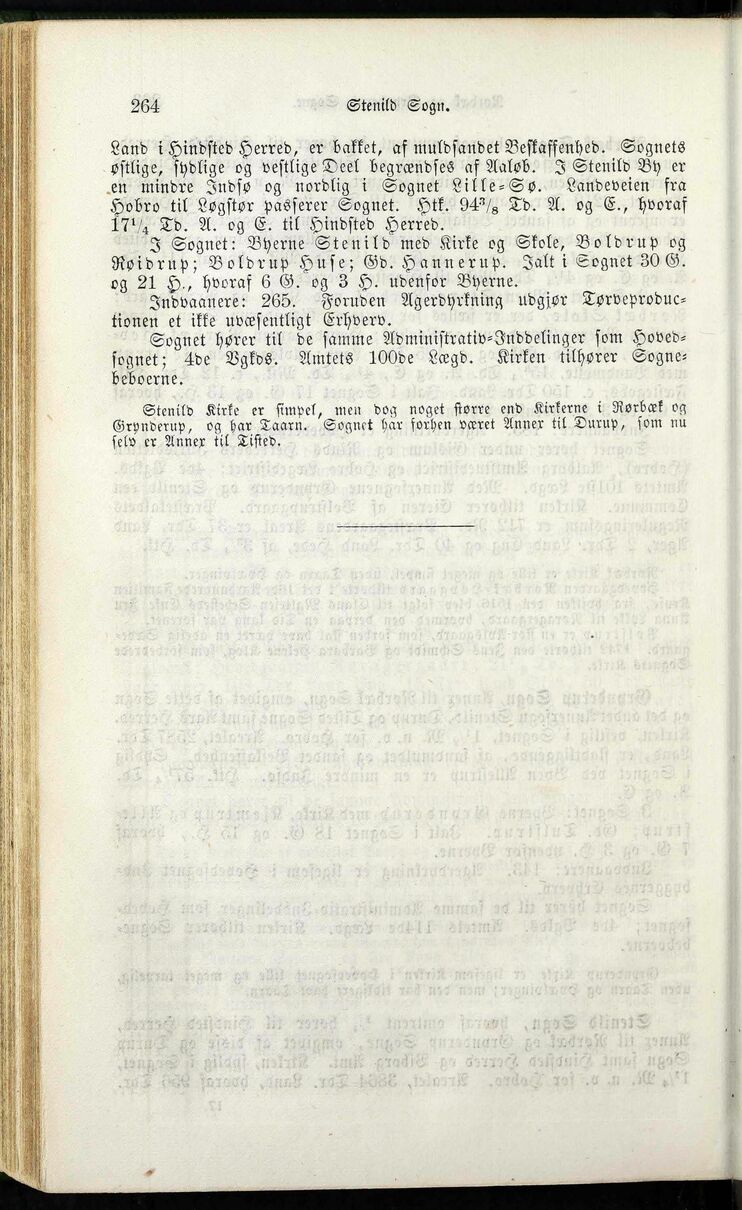 264 Stenild Sogn.
Land i Hindsted Herred, er bakket, af muldsandet Beskaffenhed. Sognets
østlige, sydlige og vestlige Deel begrændses af Aaløb. I Stenild By er
en mindre Indsø og nordlig i Sognet Lille-Sø. Landeveien fra
Hobro til Løgstør passerer Sognet. Htk. 94³/₈ Td. A. og E., hvoraf
17¹/₄ Td. A. og E. til Hindsted Herred.
I Sognet: Byerne Stenild med Kirke og Skole, Boldrup og
Røidrup; Boldrup Huse; Gd. Hannerup. Ialt i Sognet 30 G.
og 21 H., hvoraf 6 G. og 3 H. udenfor Byerne.
Indvaanere: 265. Foruden Agerdyrkning udgjør Tørveproduc-
tionen et ikke uvæsentligt Erhverv.
Sognet hører til de samme Administrativ-Inddelinger som Hoved-
sognet; 4de Vgkds. Amtets 100de Lægd. Kirken tilhører Sogne-
beboerne.
Stenild Kirke er simpel, men dog noget større end Kirkerne i Nørbæk og
Grynderup, og har Taarn. Sognet har forhen været Annex til Durup, som nu
selv er Annex til Tisted.